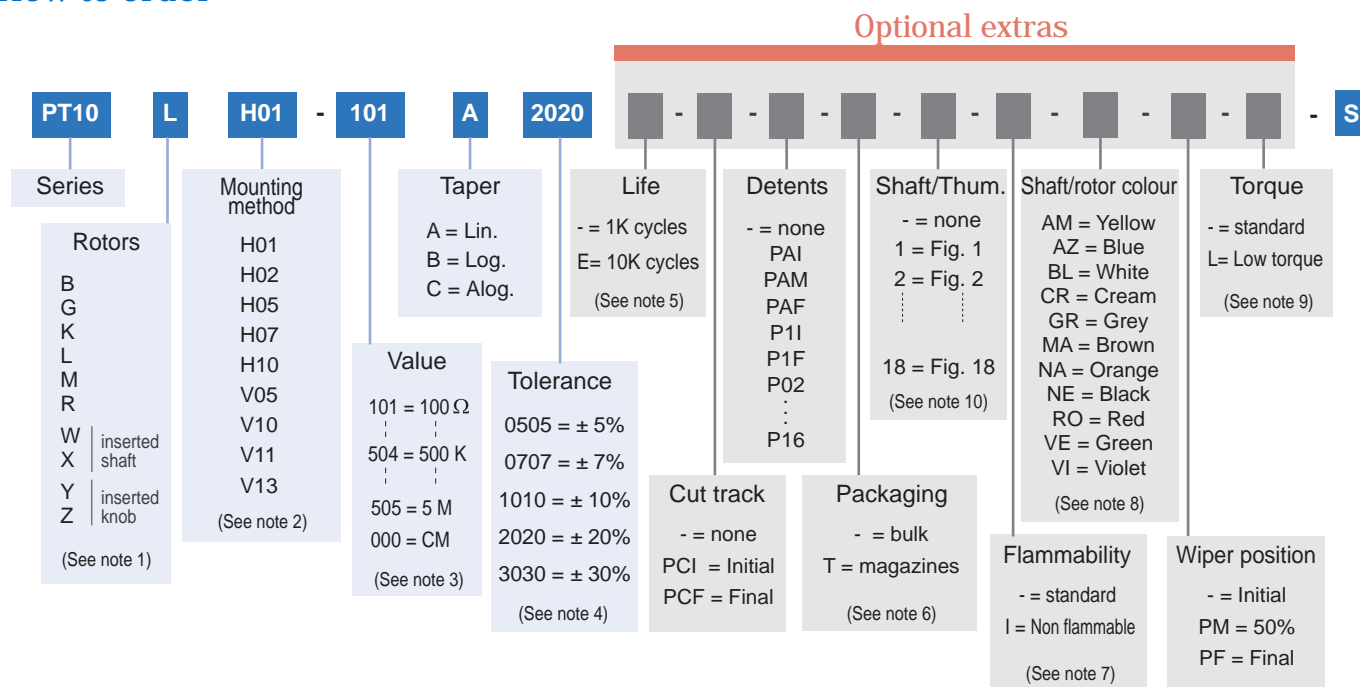 How to order
Optional extras
PT10 L H01 - 101 A 2020 - - - - - - - - - S
Series
Rotors
B
G
K
L
M
R
W
X
inserted
shaft
Y
Z
inserted
knob
(See note 1)
Mounting
method
H01
H02
H05
H07
H10
V05
V10
V11
V13
(See note 2)
Value
101 = 100 Ω
504 = 500 K
505 = 5 M
000 = CM
(See note 3)
Taper
A = Lin.
B = Log.
C = Alog.
Tolerance
0505 = ± 5%
0707 = ± 7%
1010 = ± 10%
2020 = ± 20%
3030 = ± 30%
(See note 4)
Life
- = 1K cycles
E= 10K cycles
(See note 5)
Cut track
- = none
PCI = Initial
PCF = Final
Detents
- = none
PAI
PAM
PAF
P1I
P1F
P02
:
P16
Packaging
- = bulk
T = magazines
(See note 6)
Shaft/Thum.
- = none
1 = Fig. 1
2 = Fig. 2
18 = Fig. 18
(See note 10)
Flammability
- = standard
I = Non flammable
(See note 7)
Shaft/rotor colour
AM = Yellow
AZ = Blue
BL = White
CR = Cream
GR = Grey
MA = Brown
NA = Orange
NE = Black
RO = Red
VE = Green
VI = Violet
(See note 8)
Wiper position
- = Initial
PM = 50%
PF = Final
Torque
- = standard
L= Low torque
(See note 9)